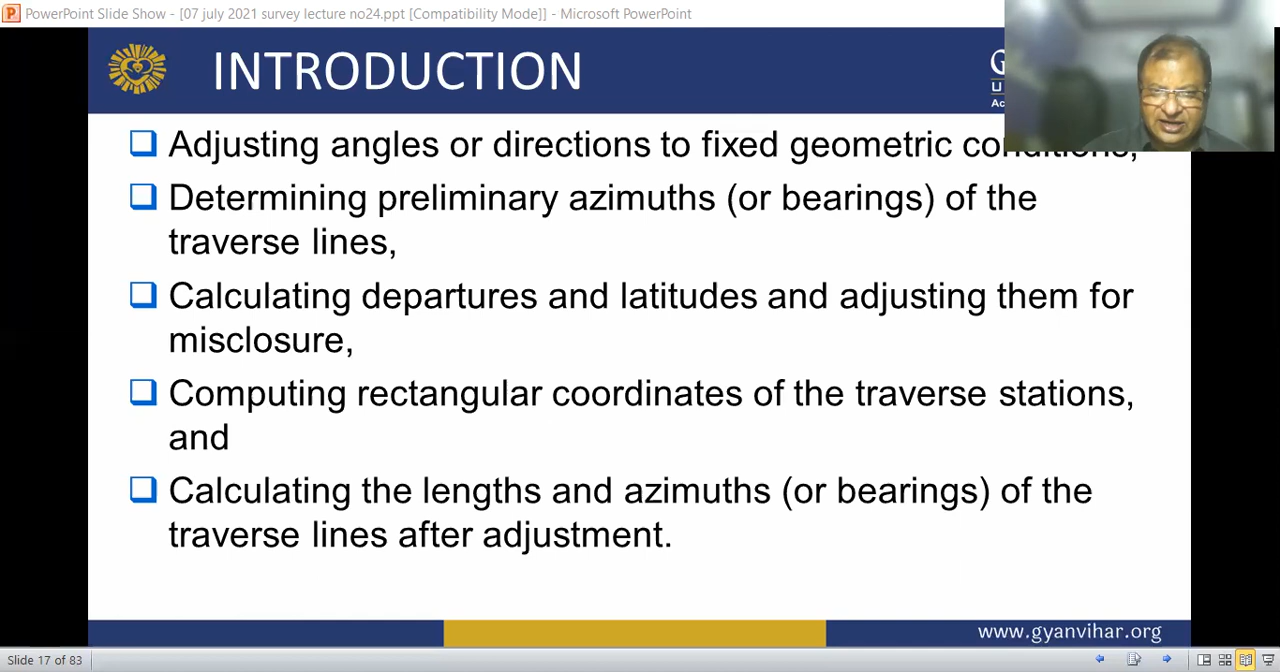 PowerPoint Slide Show - [07 july 2021 survey lecture no24.ppt [Compatibility Mode]] - Microsoft PowerPoint
INTRODUCTION
Adjusting angles or directions to fixed geometric conditions,
Determining preliminary azimuths (or bearings) of the
traverse lines,
Calculating departures and latitudes and adjusting them for
misclosure,
Computing rectangular coordinates of the traverse stations,
and
Calculating the lengths and azimuths (or bearings) of the
traverse lines after adjustment.
www.gyanvihar.org
Slide 17 of 83